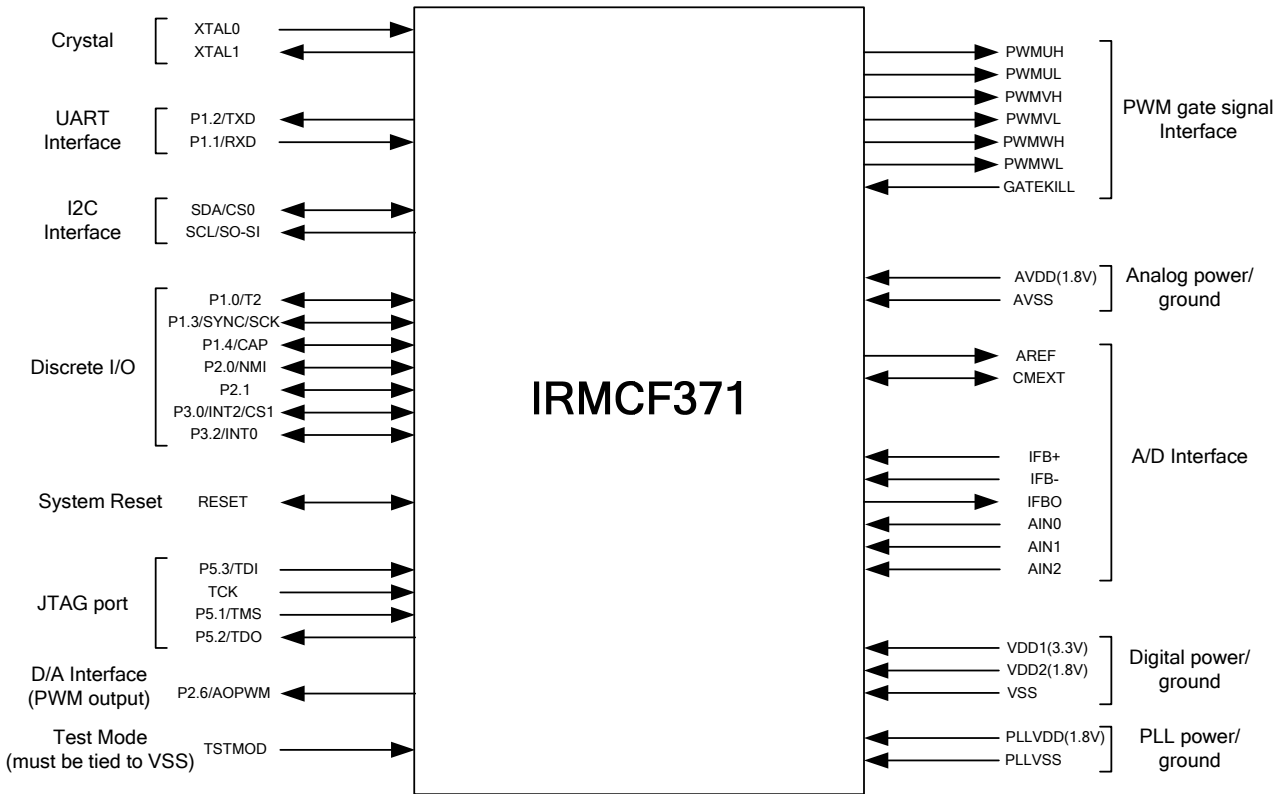 Crystal
XTAL0
XTAL1
UART
Interface
P1.2/TXD
P1.1/RXD
I2C
Interface
SDA/CS0
SCL/SO-SI
Discrete I/O
P1.0/T2
P1.3/SYNC/SCK
P1.4/CAP
P2.0/NMI
P2.1
P3.0/INT2/CS1
P3.2/INT0
System Reset
RESET
JTAG port
P5.3/TDI
TCK
P5.1/TMS
P5.2/TDO
D/A Interface
(PWM output)
P2.6/AOPWM
Test Mode
(must be tied to VSS)
TSTMOD
IRMCF371
PWMUH
PWMUL
PWMVH
PWMVL
PWMWH
PWMWL
GATEKILL
PWM gate signal
Interface
AVDD(1.8V)
AVSS
Analog power/
ground
AREF
CMEXT
IFB+
IFB-
IFBO
AIN0
AIN1
AIN2
A/D Interface
VDD1(3.3V)
VDD2(1.8V)
VSS
Digital power/
ground
PLLVDD(1.8V)
PLLVSS
PLL power/
ground